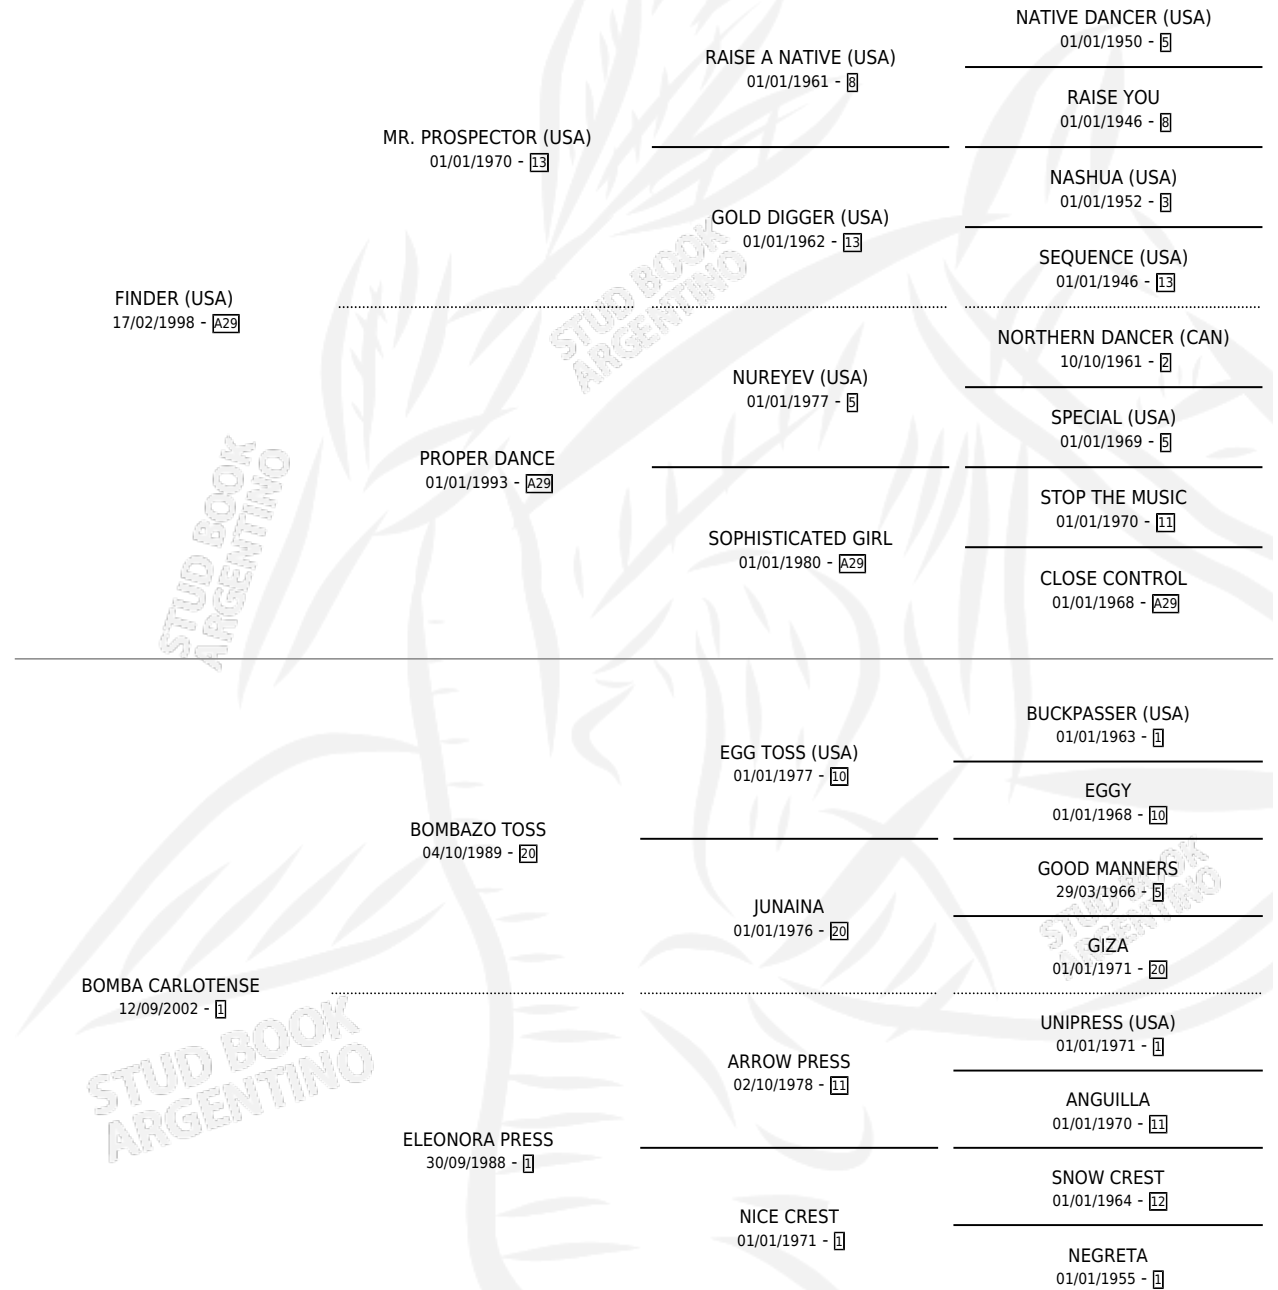 NATIVE DANCER (USA)
01/01/1950 - 5
RAISE A NATIVE (USA)
01/01/1961 - 8
RAISE YOU
01/01/1946 - 8
MR. PROSPECTOR (USA)
01/01/1970 - 13
NASHUA (USA)
01/01/1952 - 3
GOLD DIGGER (USA)
01/01/1962 - 13
SEQUENCE (USA)
01/01/1946 - 13
FINDER (USA)
17/02/1998 - A29
NORTHERN DANCER (CAN)
10/10/1961 - 2
NUREYEV (USA)
01/01/1977 - 5
SPECIAL (USA)
01/01/1969 - 5
PROPER DANCE
01/01/1993 - A29
STOP THE MUSIC
01/01/1970 - 11
SOPHISTICATED GIRL
01/01/1980 - A29
CLOSE CONTROL
01/01/1968 - A29
STUD BOOK
ARGENTINO
STUD BOOK
ARGENTINO
BUCKPASSER (USA)
01/01/1963 - 1
EGG TOSS (USA)
01/01/1977 - 10
EGGY
01/01/1968 - 10
BOMBAZO TOSS
04/10/1989 - 20
GOOD MANNERS
29/03/1966 - 5
JUNAINA
01/01/1976 - 20
GIZA
01/01/1971 - 20
BOMBA CARLOTENSE
12/09/2002 - 1
UNIPRESS (USA)
01/01/1971 - 1
ARROW PRESS
02/10/1978 - 11
ANGUILLA
01/01/1970 - 11
ELEONORA PRESS
30/09/1988 - 1
SNOW CREST
01/01/1964 - 12
NICE CREST
01/01/1971 - 1
NEGRETA
01/01/1955 - 1
STUD BOOK
ARGENTINO
STUD BOOK
ARGENTINO